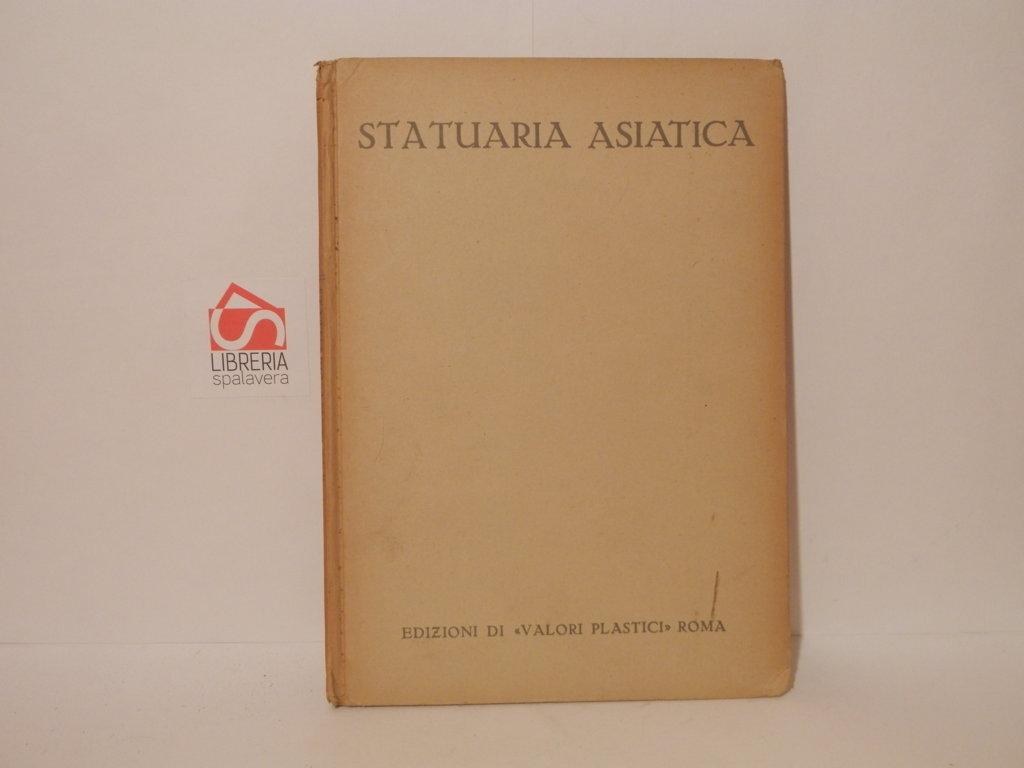 STATUARIA ASIATICA
LIBRERIA
spalavera
EDIZIONI DI «VALORI PLASTICI» ROMA